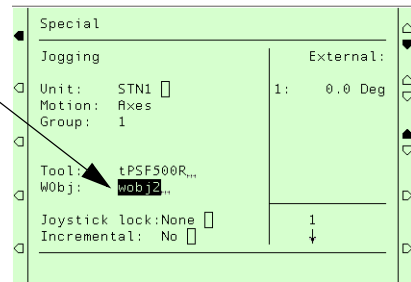 Special
Jogging External:
Unit: STN1 1: 0.0 Deg
Motion: Axes
Group: 1
Tool: tPSF500R...
WObj: wobj2...
Joystick lock:None 1
Incremental: No